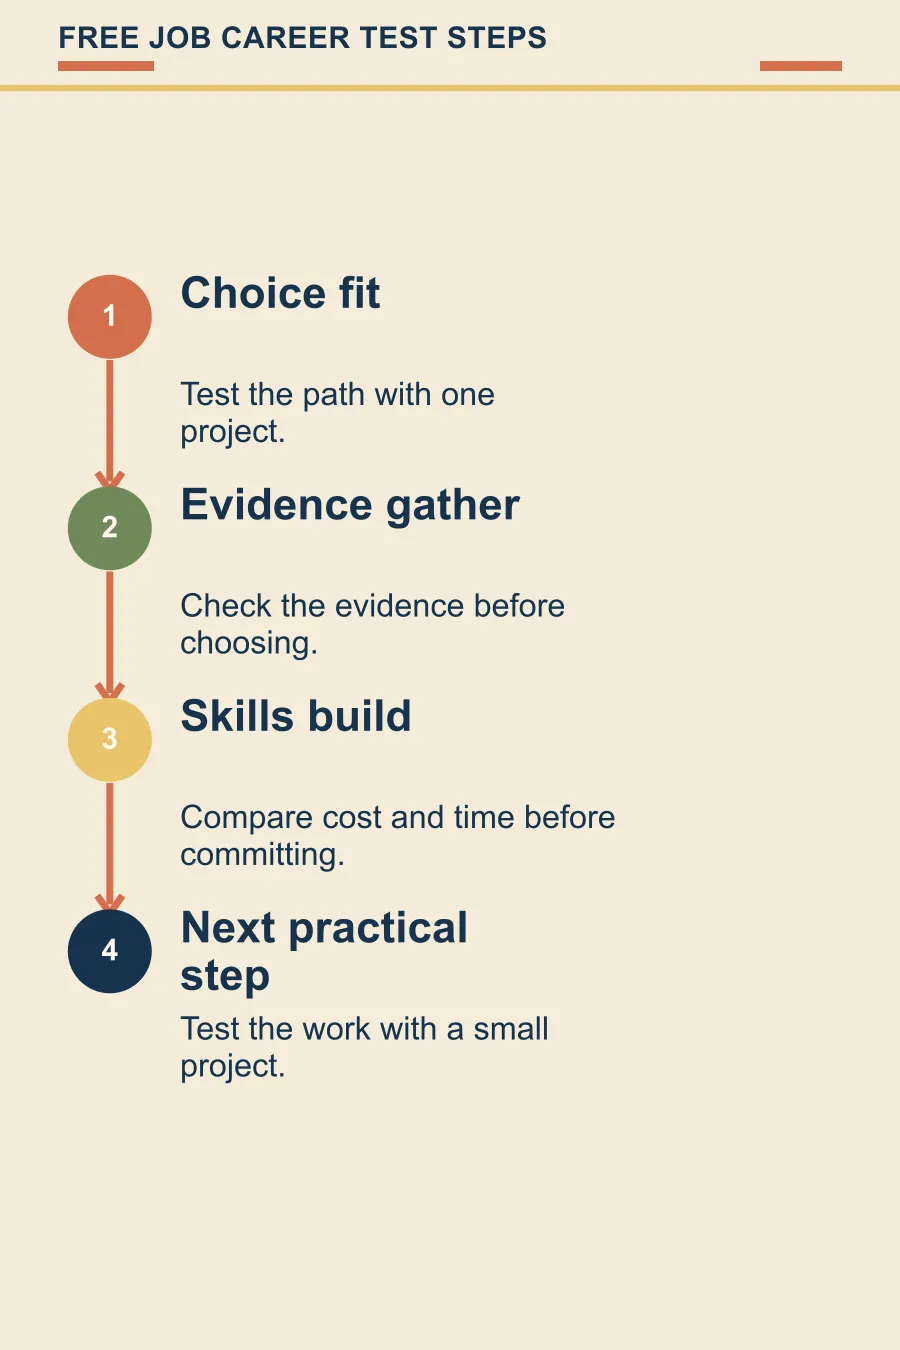 FREE JOB CAREER TEST STEPS
1
Choice fit
Test the path with one
project.
2
Evidence gather
Check the evidence before
choosing.
3
Skills build
Compare cost and time before
committing.
4
Next practical
step
Test the work with a small
project.